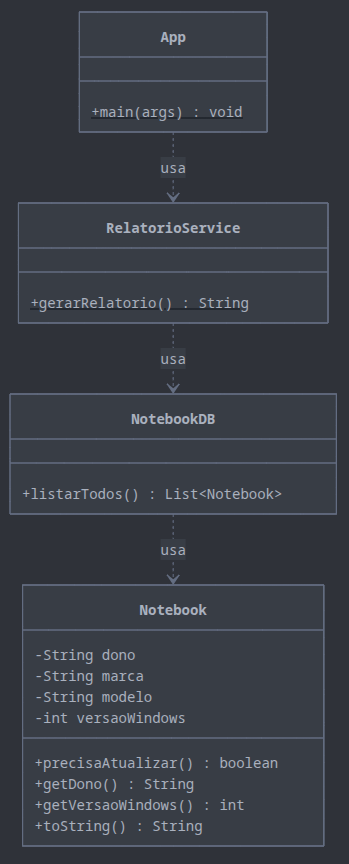 App
+main(args) : void
usa
RelatorioService
+gerarRelatorio() : String
usa
NotebookDB
+listarTodos() : List<Notebook>
usa
Notebook
-String dono
-String marca
-String modelo
-int versaoWindows
+precisaAtualizar() : boolean
+getDono() : String
+getVersaoWindows() : int
+toString() : String